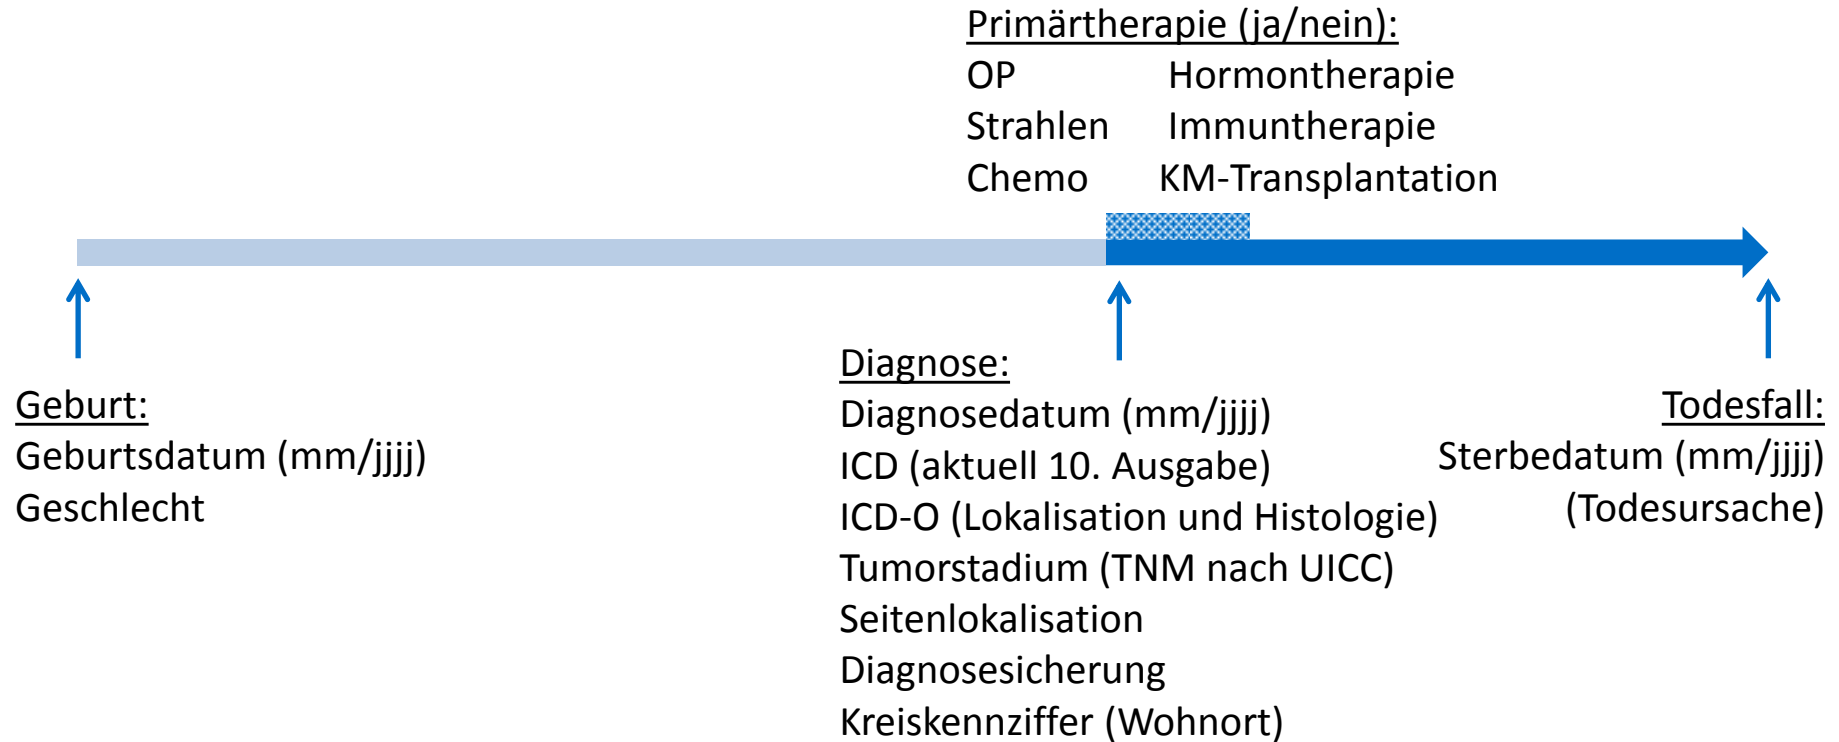 Primärtherapie (ja/nein):
OP Hormontherapie
Strahlen Immuntherapie
Chemo KM-Transplantation
Geburt:
Geburtsdatum (mm/jjjj)
Geschlecht
Diagnose:
Diagnosedatum (mm/jjjj)
ICD (aktuell 10. Ausgabe)
ICD-O (Lokalisation und Histologie)
Tumorstadium (TNM nach UICC)
Seitenlokalisation
Diagnosesicherung
Kreiskennziffer (Wohnort)
Todesfall:
Sterbedatum (mm/jjjj)
(Todesursache)